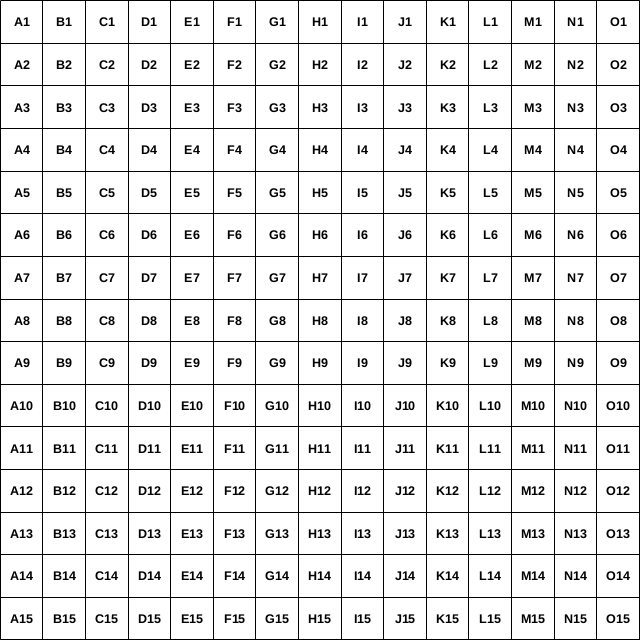 A1 B1 C1 D1 E1 F1 G1 H1 I1 J1 K1 L1 M1 N1 O1
A2 B2 C2 D2 E2 F2 G2 H2 I2 J2 K2 L2 M2 N2 O2
A3 B3 C3 D3 E3 F3 G3 H3 I3 J3 K3 L3 M3 N3 O3
A4 B4 C4 D4 E4 F4 G4 H4 I4 J4 K4 L4 M4 N4 O4
A5 B5 C5 D5 E5 F5 G5 H5 I5 J5 K5 L5 M5 N5 O5
A6 B6 C6 D6 E6 F6 G6 H6 I6 J6 K6 L6 M6 N6 O6
A7 B7 C7 D7 E7 F7 G7 H7 I7 J7 K7 L7 M7 N7 O7
A8 B8 C8 D8 E8 F8 G8 H8 I8 J8 K8 L8 M8 N8 O8
A9 B9 C9 D9 E9 F9 G9 H9 I9 J9 K9 L9 M9 N9 O9
A10 B10 C10 D10 E10 F10 G10 H10 I10 J10 K10 L10 M10 N10 O10
A11 B11 C11 D11 E11 F11 G11 H11 I11 J11 K11 L11 M11 N11 O11
A12 B12 C12 D12 E12 F12 G12 H12 I12 J12 K12 L12 M12 N12 O12
A13 B13 C13 D13 E13 F13 G13 H13 I13 J13 K13 L13 M13 N13 O13
A14 B14 C14 D14 E14 F14 G14 H14 I14 J14 K14 L14 M14 N14 O14
A15 B15 C15 D15 E15 F15 G15 H15 I15 J15 K15 L15 M15 N15 O15